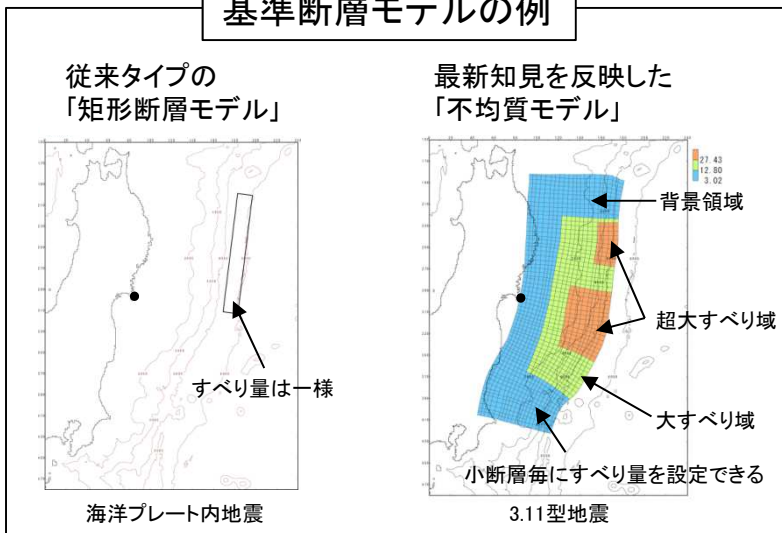 基準断層モデルの例
従来タイプの
「矩形断層モデル」
最新知見を反映した
「不均質モデル」
27.43
12.80
3.02
背景領域
超大すべり域
すべり量は一様
大すべり域
小断層毎にすべり量を設定できる
海洋プレート内地震
3.11型地震